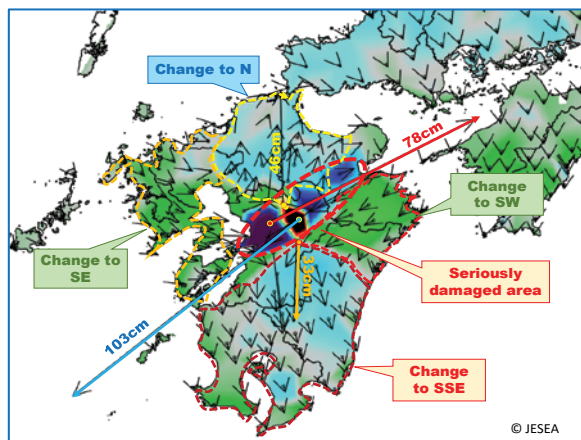 Change to N
78cm
46cm
Change
to SW
Change to
SE
33cm
Seriously
damaged area
103cm
Change
to SSE
© JESEA